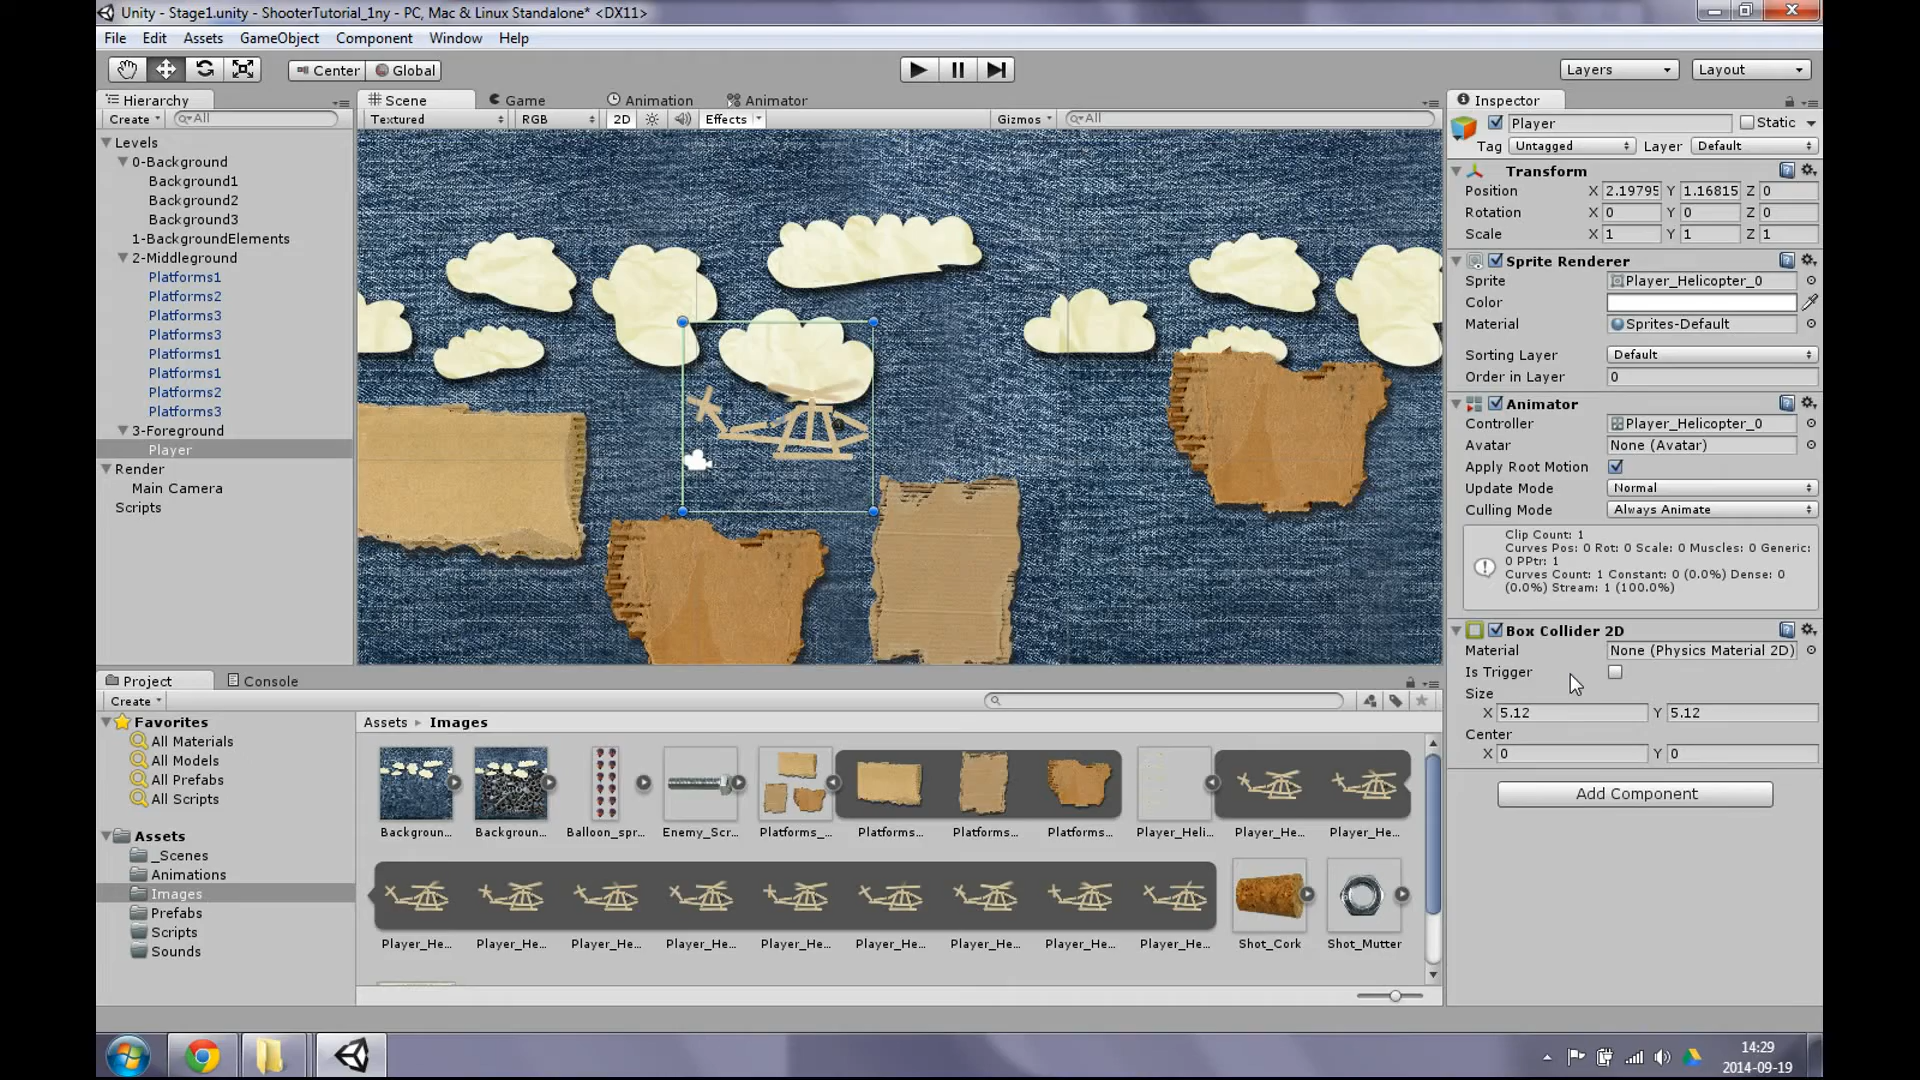 Unity - Stage1.unity - ShooterTutorial_1ny - PC, Mac & Linux Standalone* <DX11>
File Edit Assets GameObject Component Window Help
Center Global
Layers Layout
Hierarchy
Create All
Levels
0-Background
Background1
Background2
Background3
1-BackgroundElements
2-Middleground
Platforms1
Platforms2
Platforms3
Platforms3
Platforms1
Platforms1
Platforms2
Platforms3
3-Foreground
Player
Render
Main Camera
Scripts
Scene Game Animation Animator
Textured RGB 2D Effects Gizmos All
Inspector
Player Static
Tag Untagged Layer Default
Transform
Position X 2.19795 Y 1.16815 Z 0
Rotation X 0 Y 0 Z 0
Scale X 1 Y 1 Z 1
Sprite Renderer
Sprite Player_Helicopter_0
Color
Material Sprites-Default
Sorting Layer Default
Order in Layer 0
Animator
Controller Player_Helicopter_0
Avatar None (Avatar)
Apply Root Motion
Update Mode Normal
Culling Mode Always Animate
Clip Count: 1
Curves Pos: 0 Rot: 0 Scale: 0 Muscles: 0 Generic:
0 PPtr: 1
Curves Count: 1 Constant: 0 (0.0%) Dense: 0
(0.0%) Stream: 1 (100.0%)
Box Collider 2D
Material None (Physics Material 2D)
Is Trigger
Size
X 5.12 Y 5.12
Center
X 0 Y 0
Add Component
Project Console
Create
Favorites
All Materials
All Models
All Prefabs
All Scripts
Assets
_Scenes
Animations
Images
Prefabs
Scripts
Sounds
Assets Images
Backgroun... Backgroun... Balloon_spr... Enemy_Scr... Platforms_... Platforms... Platforms... Platforms... Player_Heli... Player_He... Player_He...
Player_He... Player_He... Player_He... Player_He... Player_He... Player_He... Player_He... Player_He... Player_He... Shot_Cork Shot_Mutter
14:29
2014-09-19